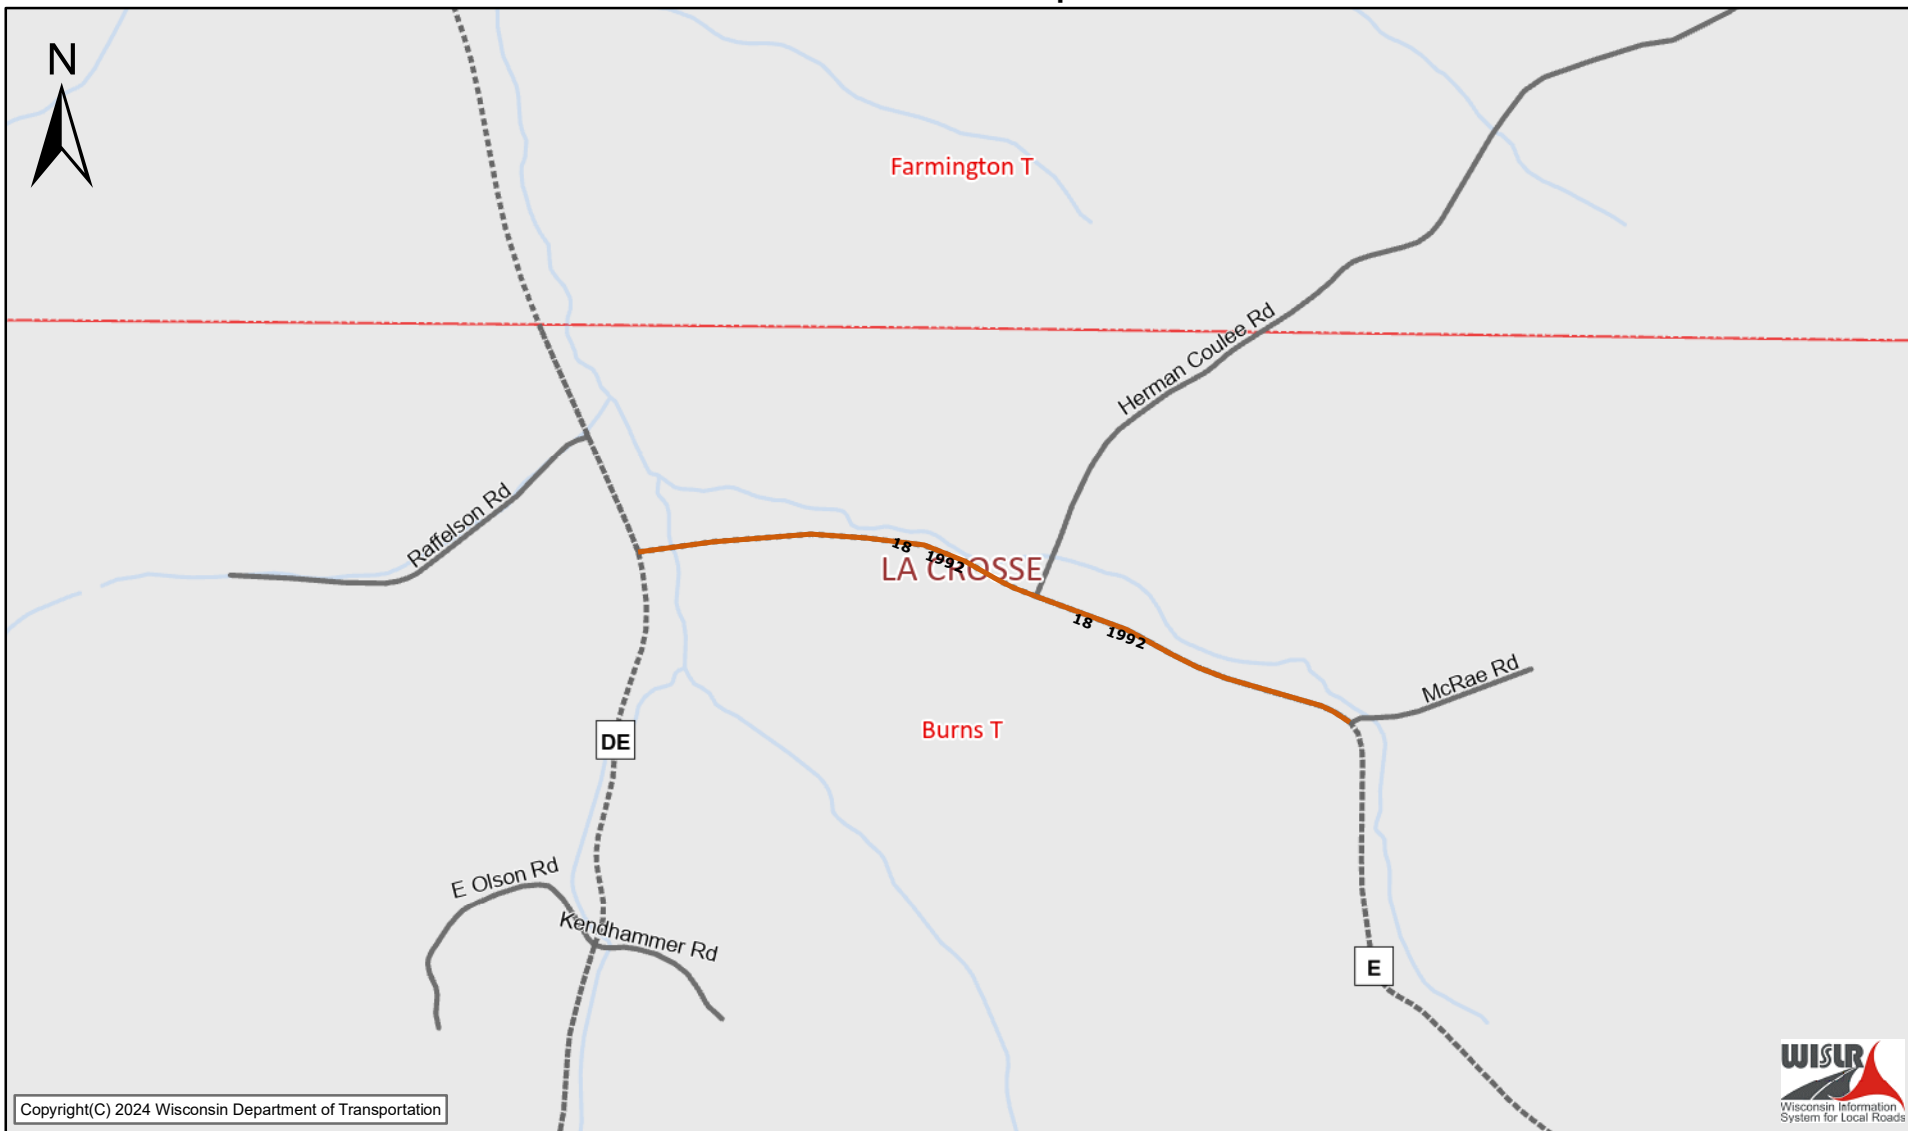 N
Farmington T
Herman Coulee Rd
Raffelson Rd
18 1992
LA CROSSE
18 1992
McRae Rd
Burns T
DE
E Olson Rd
Kendhammer Rd
E
WISLR
Wisconsin Information
System for Local Roads
Copyright(C) 2024 Wisconsin Department of Transportation